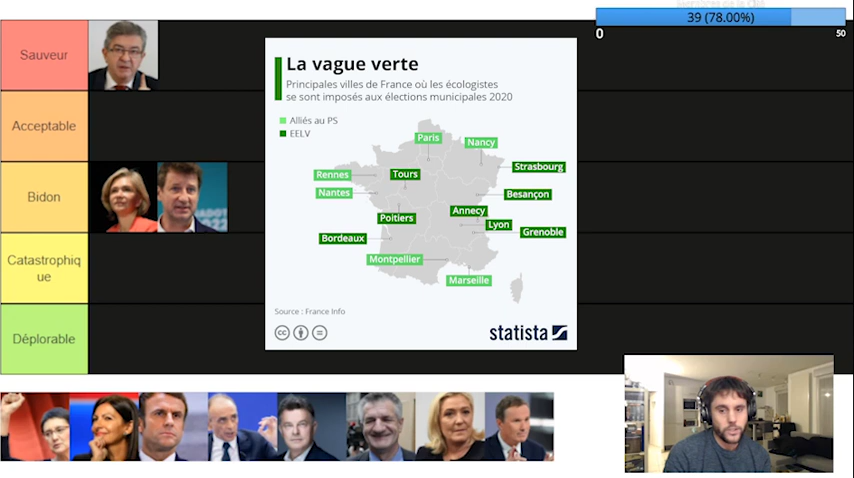 39 (78.00%)
0
50
Sauveur
Acceptable
Bidon
Catastrophiq
ue
Déplorable
La vague verte
Principales villes de France où les écologistes
se sont imposés aux élections municipales 2020
Alliés au PS
EELV
Paris
Nancy
Strasbourg
Rennes
Tours
Nantes
Besançon
Annecy
Poitiers
Lyon
Grenoble
Bordeaux
Montpellier
Marseille
Source : France Info
cc
statista